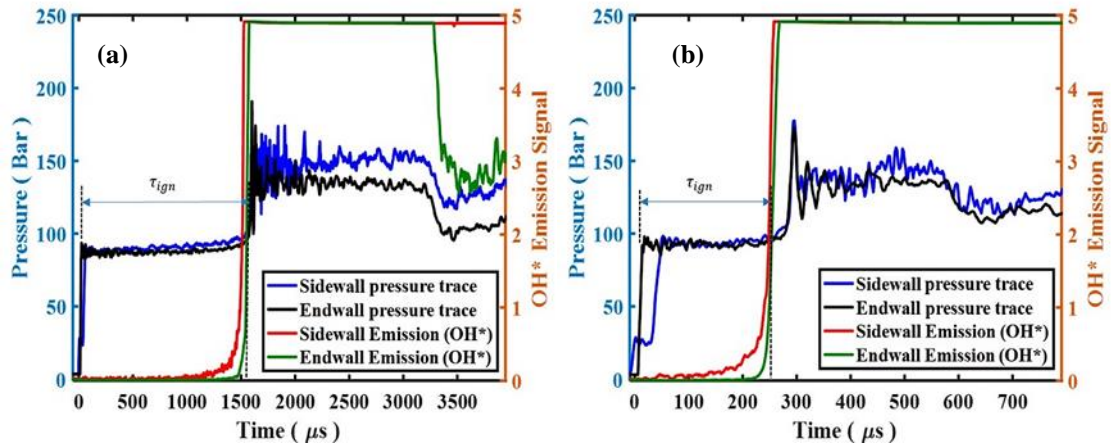 (a)
Pressure ( Bar )
250
200
150
100
50
0
τign
Sidewall pressure trace
Endwall pressure trace
Sidewall Emission (OH*)
Endwall Emission (OH*)
5
4
3
2
1
0
OH* Emission Signal
0 500 1000 1500 2000 2500 3000 3500
Time ( μs )
(b)
Pressure ( Bar )
250
200
150
100
50
0
τign
Sidewall pressure trace
Endwall pressure trace
Sidewall Emission (OH*)
Endwall Emission (OH*)
5
4
3
2
1
0
OH* Emission Signal
0 100 200 300 400 500 600 700
Time ( μs )